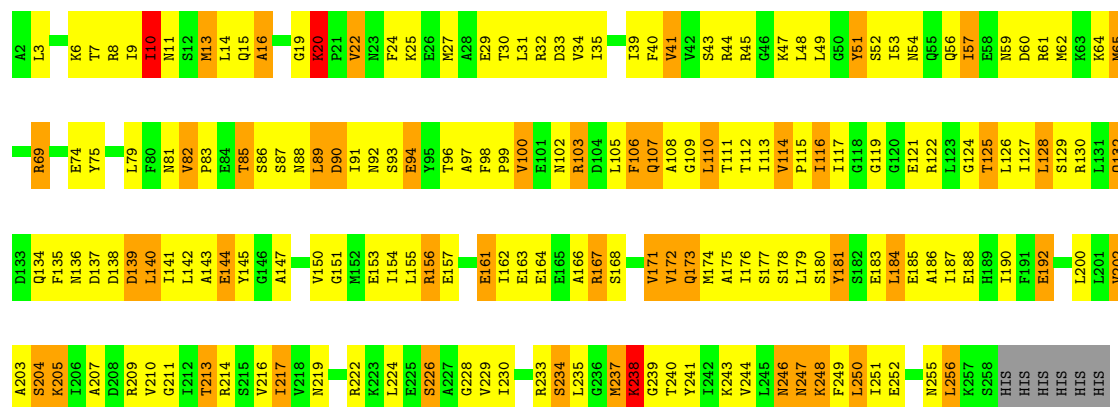 A2 L3 K6 T7 R8 I9 I10 N11 S12 M13 L14 Q15 A16 G19 K20 P21 V22 N23 F24 K25 E26 M27 A28 E29 T30 L31 R32 D33 V34 I35 I39 F40 V41 V42 S43 R44 R45 G46 K47 L48 L49 G50 Y51 S52 I53 N54 Q55 Q56 I57 E58 N59 D60 R61 M62 K63 K64 M65
R69 E74 Y75 L79 F80 N81 V82 P83 E84 T85 S86 S87 N88 L89 D90 I91 N92 S93 E94 Y95 T96 A97 F98 P99 V100 E101 N102 R103 D104 L105 F106 Q107 A108 G109 L110 T111 T112 I113 V114 P115 I116 I117 G118 G119 G120 E121 R122 L123 G124 T125 L126 I127 L128 S129 R130 L131 Q132
D133 Q134 F135 N136 D137 D138 D139 L140 I141 L142 A143 E144 Y145 G146 A147 V150 G151 M152 E153 I154 L155 R156 E157 E161 I162 E163 E164 E165 A166 R167 S168 V171 V172 Q173 M174 A175 I176 S177 S178 L179 S180 Y181 S182 E183 L184 E185 A186 I187 E188 H189 I190 F191 E192 L200 L201 V202
A203 S204 K205 I206 A207 D208 R209 V210 G211 I212 T213 R214 S215 V216 I217 V218 N219 R222 K223 L224 E225 S226 A227 G228 V229 I230 R233 S234 L235 G236 M237 K238 G239 T240 Y241 I242 K243 V244 L245 N246 N247 K248 F249 L250 I251 E252 N255 L256 K257 S258 HIS HIS HIS HIS HIS HIS